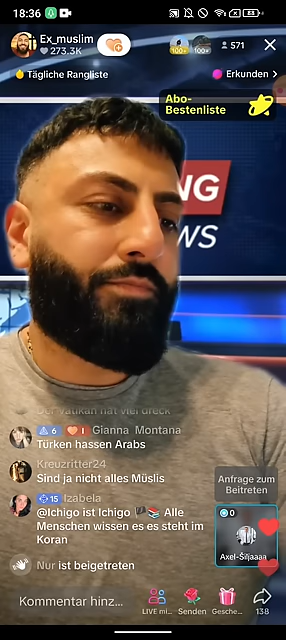 18:36
Ex_muslim
273.3K
100+
100+
571
Tägliche Rangliste
Erkunden >
Abo-
Bestenliste
NG
WS
Der Vatikan hat viel dreck
6 1 Gianna_Montana
Türken hassen Arabs
Kreuzritter24
Sind ja nicht alles Müslis
15 Izabela
@Ichigo ist Ichigo 🏴📚 Alle
Menschen wissen es es steht im
Koran
Nur ist beigetreten
Anfrage zum
Beitreten
0
Kommentar hinz...
LIVE mi...
Senden
Gesche...
138